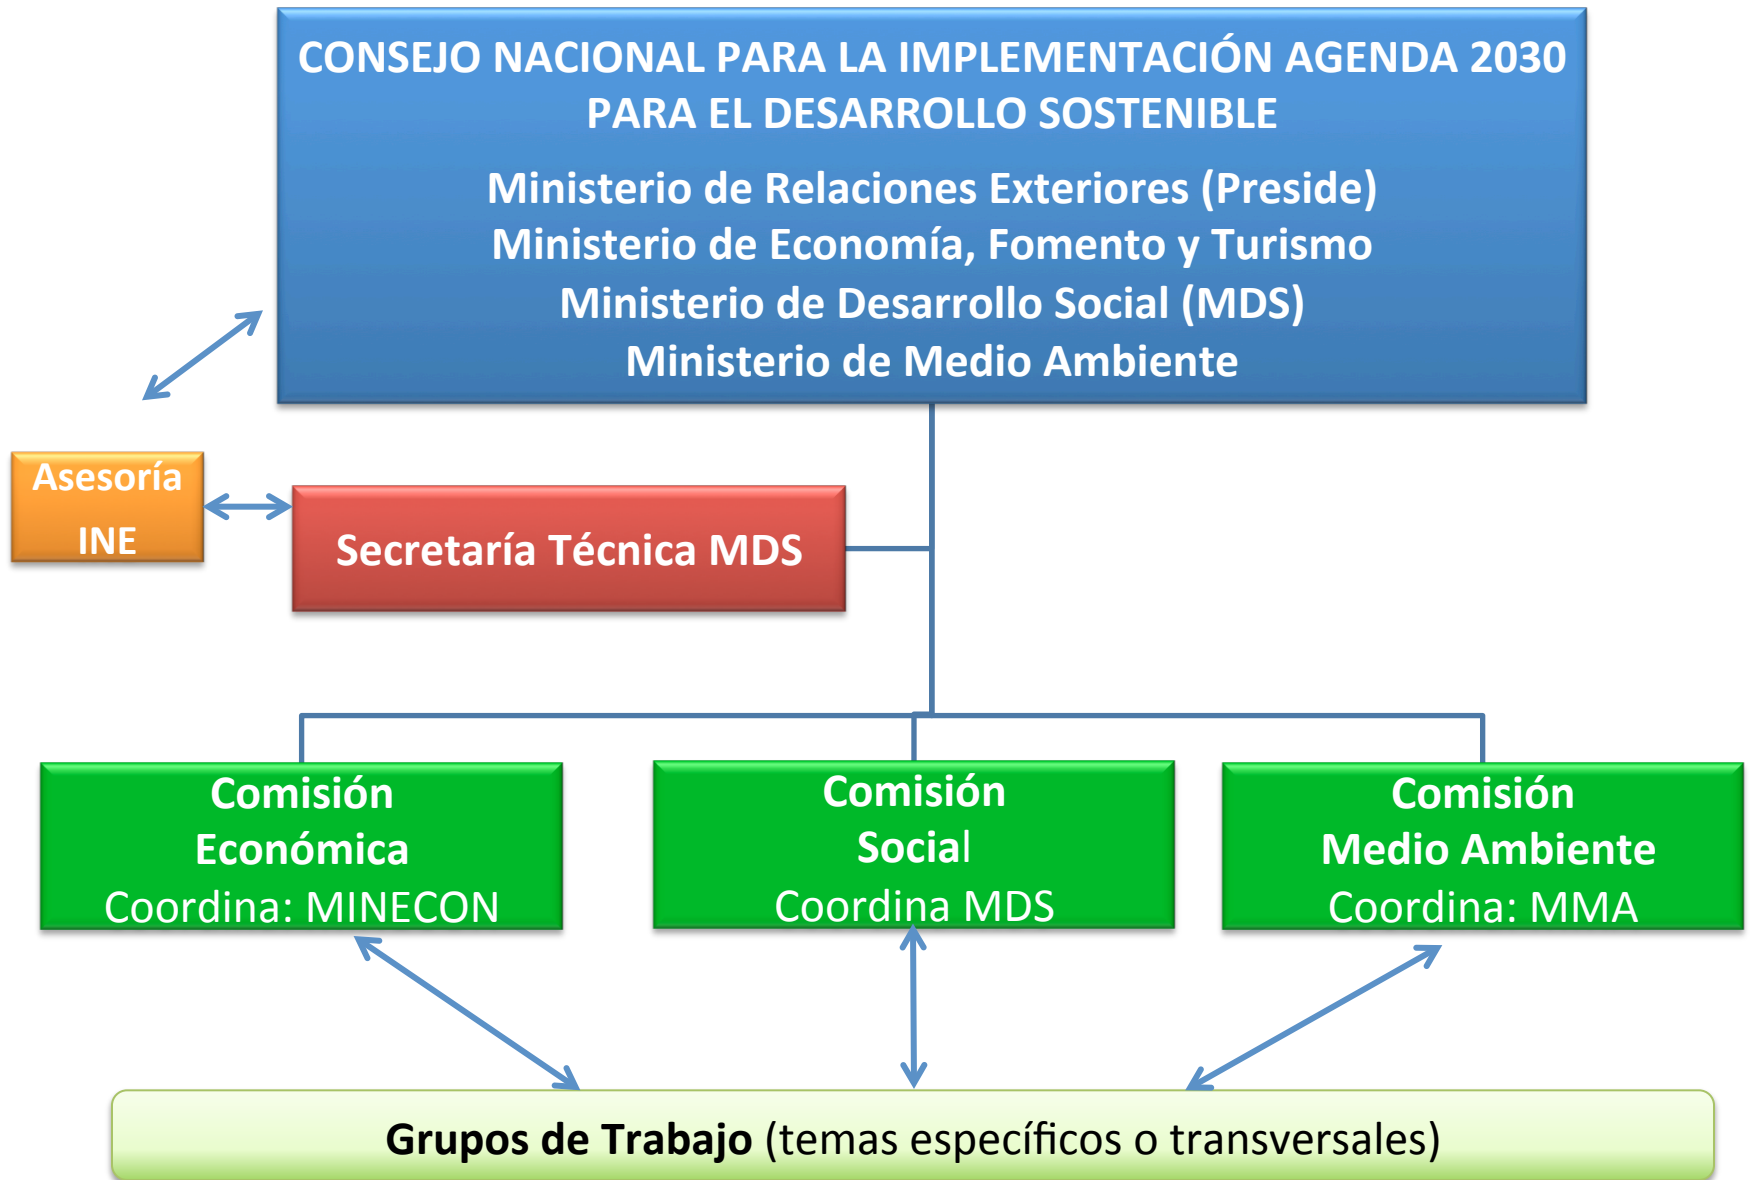 CONSEJO NACIONAL PARA LA IMPLEMENTACIÓN AGENDA 2030
PARA EL DESARROLLO SOSTENIBLE
Ministerio de Relaciones Exteriores (Preside)
Ministerio de Economía, Fomento y Turismo
Ministerio de Desarrollo Social (MDS)
Ministerio de Medio Ambiente
Asesoría
INE
Secretaría Técnica MDS
Comisión
Económica
Coordina: MINECON
Comisión
Social
Coordina MDS
Comisión
Medio Ambiente
Coordina: MMA
Grupos de Trabajo (temas específicos o transversales)